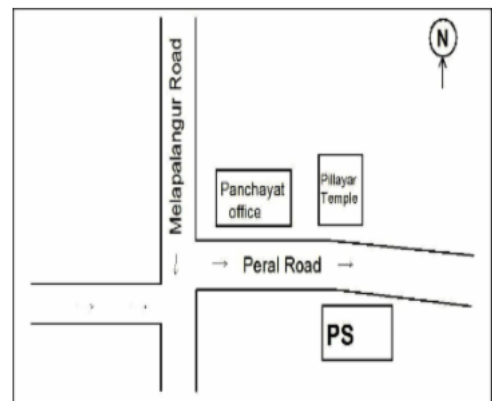 N
Melapalangur Road
Panchayat
office
Pillayar
Temple
Peral Road
PS